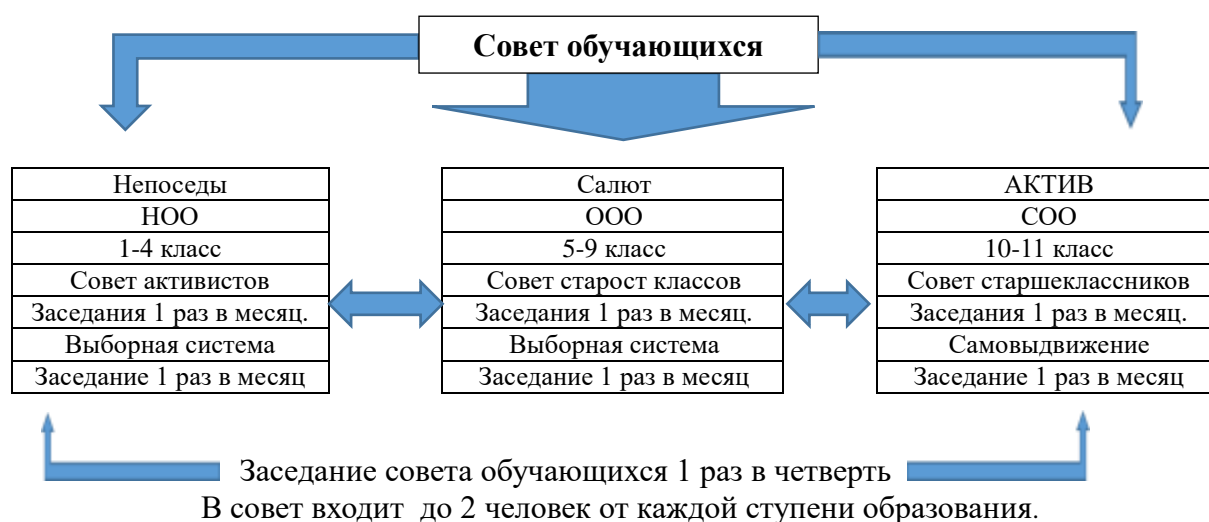 Совет обучающихся
Непоседы
НОО
1-4 класс
Совет активистов
Заседания 1 раз в месяц.
Выборная система
Заседание 1 раз в месяц
Салют
ООО
5-9 класс
Совет старост классов
Заседания 1 раз в месяц.
Выборная система
Заседание 1 раз в месяц
АКТИВ
СОО
10-11 класс
Совет старшеклассников
Заседания 1 раз в месяц.
Самовыдвижение
Заседание 1 раз в месяц
Заседание совета обучающихся 1 раз в четверть
В совет входит до 2 человек от каждой ступени образования.